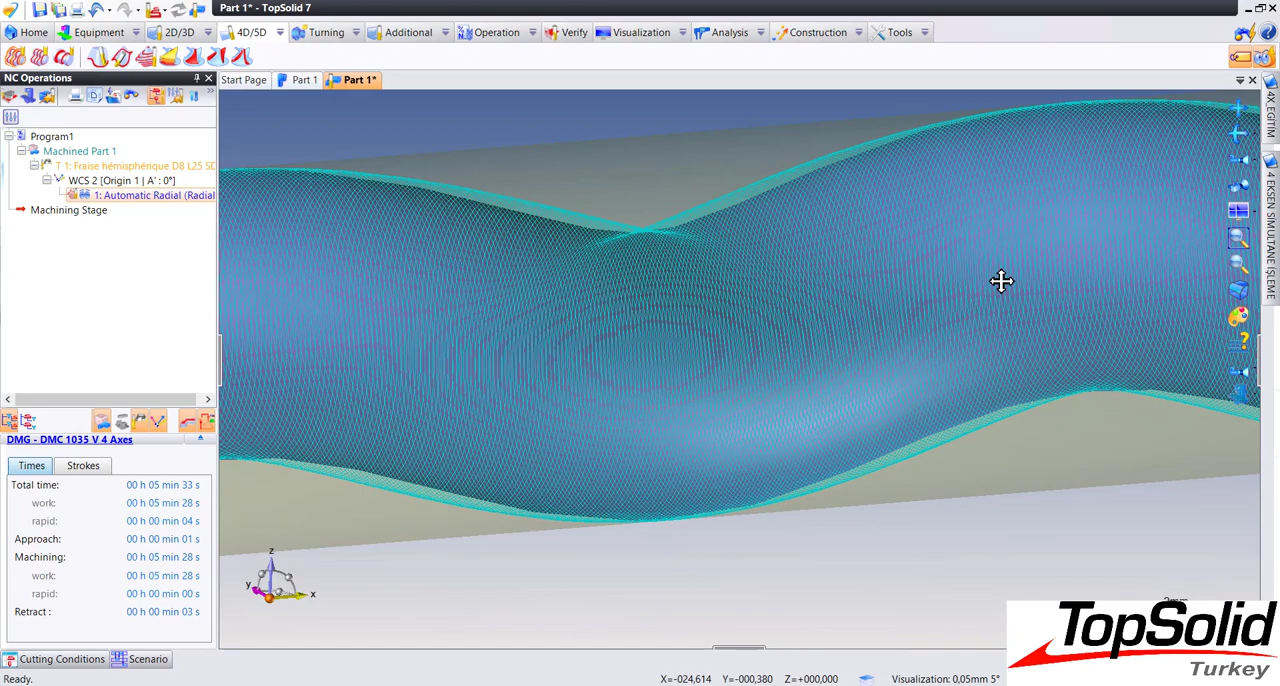 Part 1* - TopSolid 7
Home Equipment 2D/3D 4D/5D Turning Additional Operation Verify Visualization Analysis Construction Tools
NC Operations
Start Page Part 1 Part 1*
Program1
Machined Part 1
T 1: Fraise hémisphérique D8 L25 SD
WCS 2 [Origin 1 | A' : 0°]
1: Automatic Radial (Radial
Machining Stage
4X_EGITIM
4 EKSEN SIMULTANE İŞLEME
DMG - DMC 1035 V 4 Axes
Times Strokes
Total time: 00 h 05 min 33 s
work: 00 h 05 min 28 s
rapid: 00 h 00 min 04 s
Approach: 00 h 00 min 01 s
Machining: 00 h 05 min 28 s
work: 00 h 05 min 28 s
rapid: 00 h 00 min 00 s
Retract : 00 h 00 min 03 s
z
y
x
TopSolid
Turkey
Cutting Conditions Scenario
Ready. X=-024,614 Y=-000,380 Z=+000,000 Visualization: 0,05mm 5°